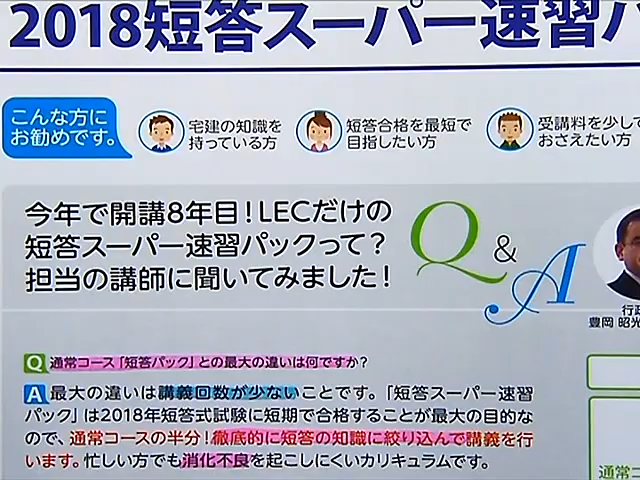 2018短答スーパー速習パ
こんな方に
お勧めです。
宅建の知識を
持っている方
短答合格を最短で
目指したい方
受講料を少しで
おさえたい方
今年で開講8年目!LECだけの
短答スーパー速習パックって?
担当の講師に聞いてみました!
Q&A
行政
豊岡 昭光
Q 通常コース「短答パック」との最大の違いは何ですか?
A 最大の違いは講義回数が少ないことです。「短答スーパー速習
パック」は2018年短答式試験に短期で合格することが最大の目的な
ので、通常コースの半分!徹底的に短答の知識に絞り込んで講義を行
います。忙しい方でも消化不良を起こしにくいカリキュラムです。
通常コ